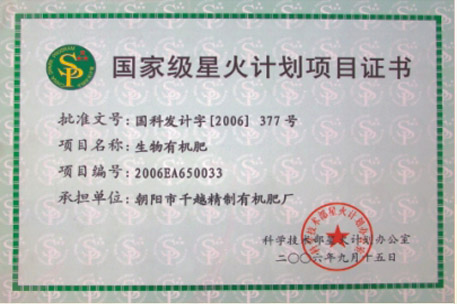 国家级星火计划项目证书
批准文号：国科发计字[2006] 377号
项目名称：生物有机肥
项目编号：2006EA650033
承担单位：朝阳市千越精制有机肥厂
科学技术部星火计划办公室
二〇〇六年九月十五日